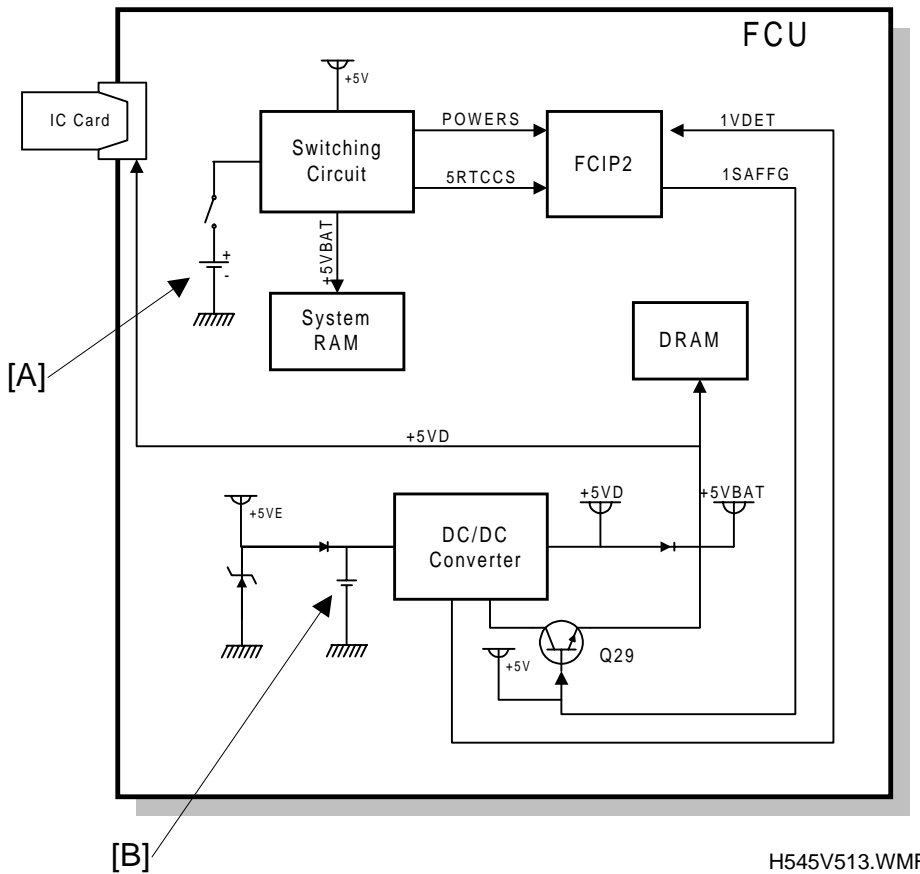 FCU
+5V
IC Card
Switching
Circuit
POWERS
5RTCCS
FCIP2
1VDET
1SAFFG
+5VBAT
+
-
System
RAM
DRAM
[A]
+5VD
+5VE
DC/DC
Converter
+5VD
+5VBAT
Q29
+5V
[B]
H545V513.WMF